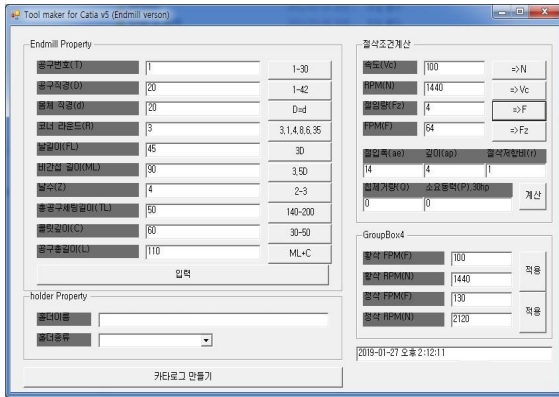 Tool maker for Catia v5 (Endmill verson)
Endmill Property
공구번호(T) 1 1-30
공구직경(D) 20 1-42
몸체 직경(d) 20 D=d
코너 라운드(R) 3 3,1,4,8,6,35
날길이(FL) 45 3D
비간섭 길이(ML) 90 3,5D
날수(Z) 4 2-3
총공구세팅길이(TL) 50 140-200
콜릿길이(C) 60 30-50
공구총길이(L) 110 ML+C
입력
holder Property
홀더이름
홀더종류
카타로그 만들기
절삭조건계산
속도(Vc) 100 =>N
RPM(N) 1440 =>Vc
절입량(Fz) 4 =>F
FPM(F) 64 =>Fz
절입폭(ae) 깊이(ap) 절삭저항비(r)
14 4 1
칩제거량(Q) 소요동력(P),30hp
0 0 계산
GroupBox4
황삭 FPM(F) 100
황삭 RPM(N) 1440 적용
정삭 FPM(F) 130
정삭 RPM(N) 2120 적용
2019-01-27 오후 2:12:11